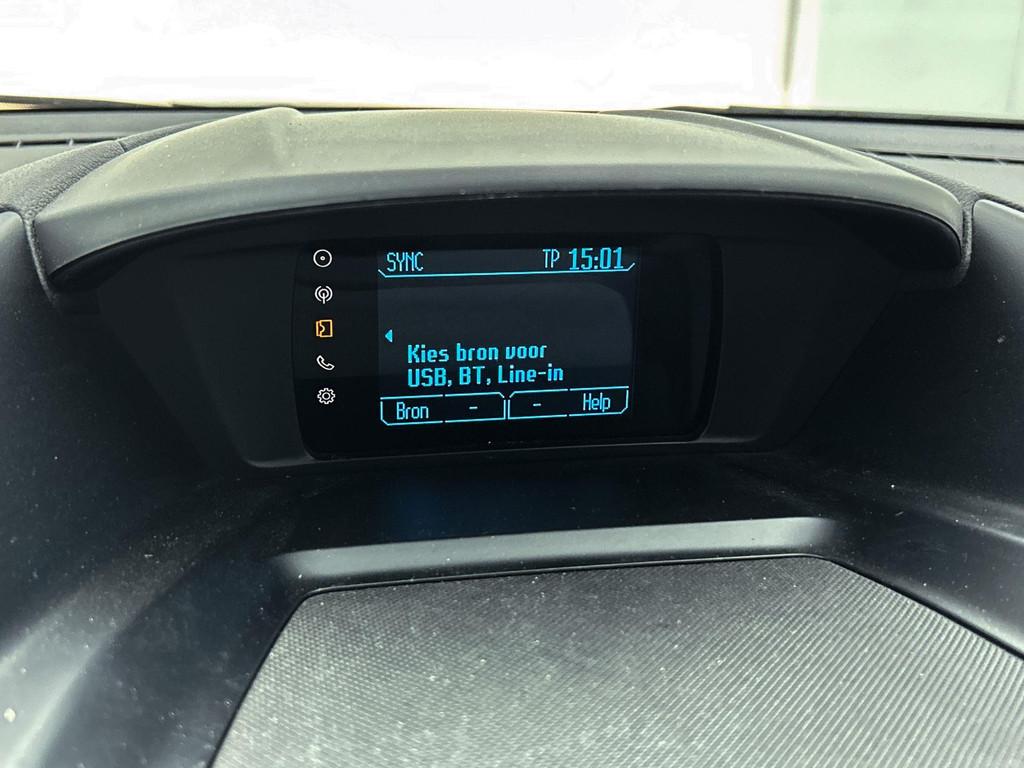 SYNC TP 15:01
Kies bron voor
USB, BT, Line-in
Bron - - Help